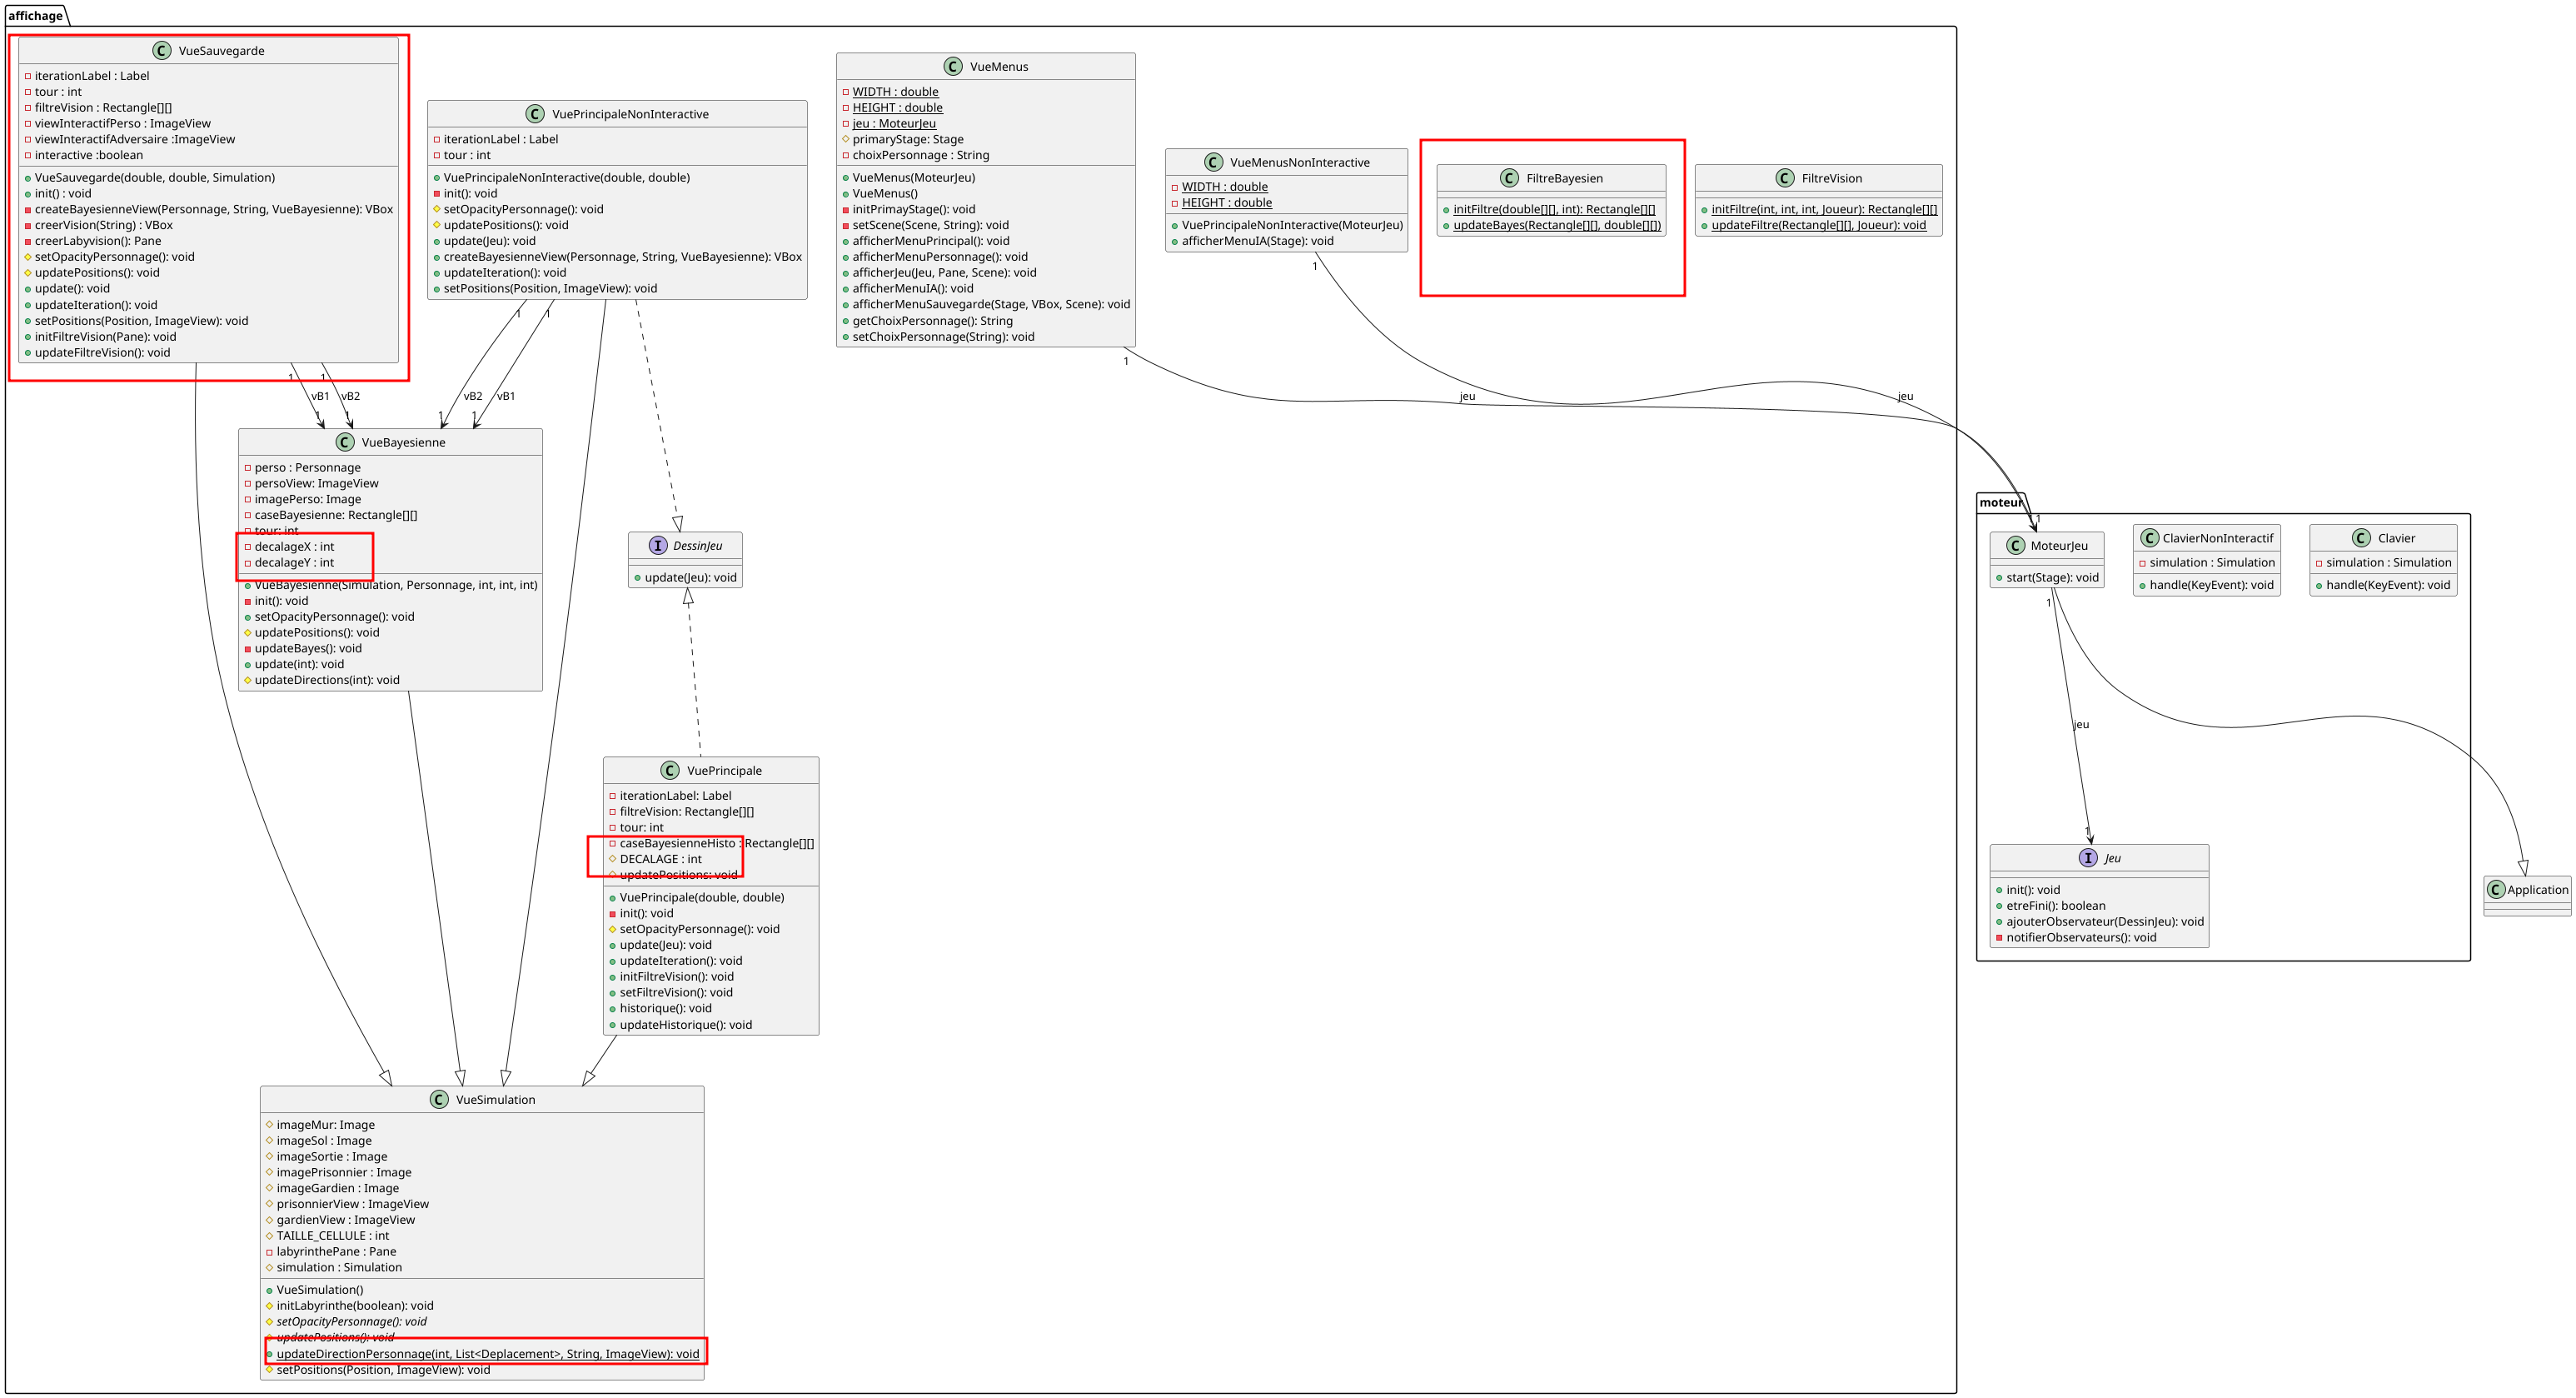 affichage
VueSauvegarde
iterationLabel : Label
tour : int
filtreVision : Rectangle[][]
viewInteractifPerso : ImageView
viewInteractifAdversaire :ImageView
interactive :boolean
VueSauvegarde(double, double, Simulation)
init() : void
createBayesienneView(Personnage, String, VueBayesienne): VBox
creerVision(String) : VBox
creerLabyvision(): Pane
setOpacityPersonnage(): void
updatePositions(): void
update(): void
updateIteration(): void
setPositions(Position, ImageView): void
initFiltreVision(Pane): void
updateFiltreVision(): void
VuePrincipaleNonInteractive
iterationLabel : Label
tour : int
VuePrincipaleNonInteractive(double, double)
init(): void
setOpacityPersonnage(): void
updatePositions(): void
update(Jeu): void
createBayesienneView(Personnage, String, VueBayesienne): VBox
updateIteration(): void
setPositions(Position, ImageView): void
VueMenus
WIDTH : double
HEIGHT : double
jeu : MoteurJeu
primaryStage: Stage
choixPersonnage : String
VueMenus(MoteurJeu)
VueMenus()
initPrimayStage(): void
setScene(Scene, String): void
afficherMenuPrincipal(): void
afficherMenuPersonnage(): void
afficherJeu(Jeu, Pane, Scene): void
afficherMenuIA(): void
afficherMenuSauvegarde(Stage, VBox, Scene): void
getChoixPersonnage(): String
setChoixPersonnage(String): void
VueMenusNonInteractive
WIDTH : double
HEIGHT : double
VuePrincipaleNonInteractive(MoteurJeu)
afficherMenuIA(Stage): void
FiltreBayesien
initFiltre(double[][], int): Rectangle[][]
updateBayes(Rectangle[][], double[][])
FiltreVision
initFiltre(int, int, int, Joueur): Rectangle[][]
updateFiltre(Rectangle[][], Joueur): void
1
1
1
1
1
1
vB1
vB2
vB2
vB1
jeu
jeu
1
1
1
1
VueBayesienne
perso : Personnage
persoView: ImageView
imagePerso: Image
caseBayesienne: Rectangle[][]
tour: int
decalageX : int
decalageY : int
VueBayesienne(Simulation, Personnage, int, int, int)
init(): void
setOpacityPersonnage(): void
updatePositions(): void
updateBayes(): void
update(int): void
updateDirections(int): void
DessinJeu
update(Jeu): void
moteur
1
1
MoteurJeu
start(Stage): void
ClavierNonInteractif
simulation : Simulation
handle(KeyEvent): void
Clavier
simulation : Simulation
handle(KeyEvent): void
1
jeu
1
VuePrincipale
iterationLabel: Label
filtreVision: Rectangle[][]
tour: int
caseBayesienneHisto : Rectangle[][]
DECALAGE : int
updatePositions: void
VuePrincipale(double, double)
init(): void
setOpacityPersonnage(): void
update(Jeu): void
updateIteration(): void
initFiltreVision(): void
setFiltreVision(): void
historique(): void
updateHistorique(): void
Jeu
init(): void
etreFini(): boolean
ajouterObservateur(DessinJeu): void
notifierObservateurs(): void
Application
VueSimulation
imageMur: Image
imageSol : Image
imageSortie : Image
imagePrisonnier : Image
imageGardien : Image
prisonnierView : ImageView
gardienView : ImageView
TAILLE_CELLULE : int
labyrinthePane : Pane
simulation : Simulation
VueSimulation()
initLabyrinthe(boolean): void
setOpacityPersonnage(): void
updatePositions(): void
updateDirectionPersonnage(int, List&lt;Deplacement&gt;, String, ImageView): void
setPositions(Position, ImageView): void